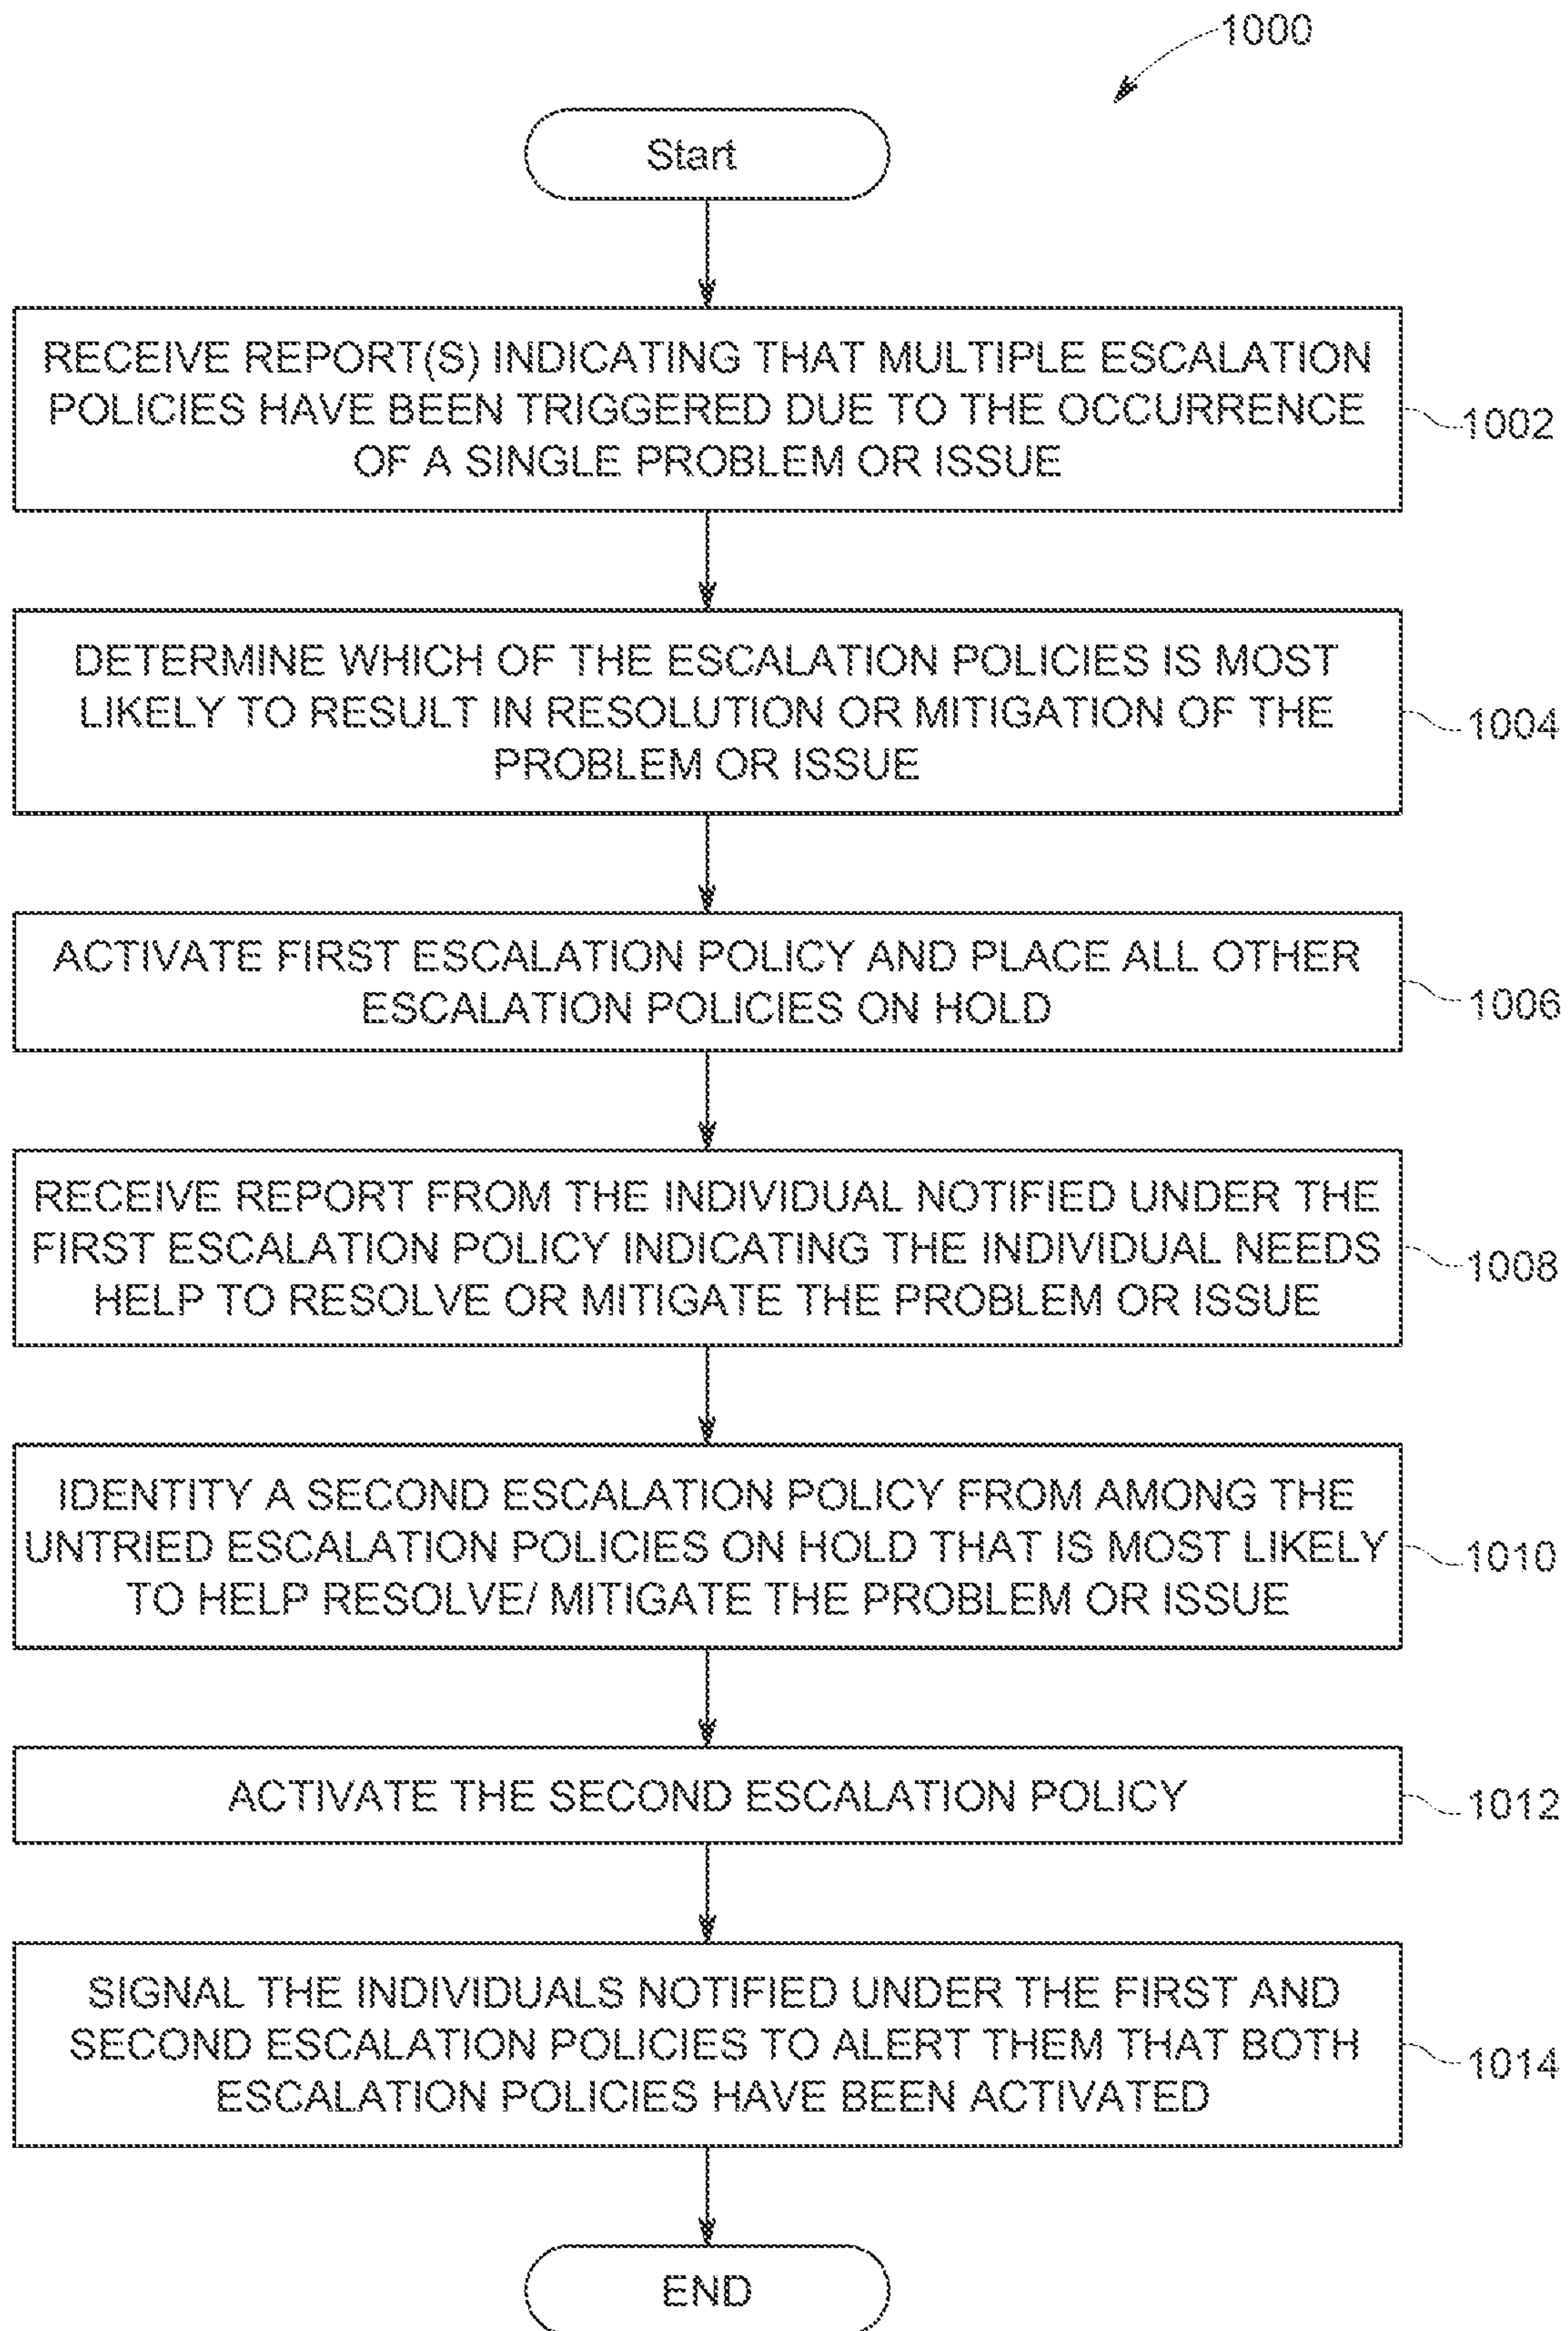 1000
Start
RECEIVE REPORT(S) INDICATING THAT MULTIPLE ESCALATION
POLICIES HAVE BEEN TRIGGERED DUE TO THE OCCURRENCE
OF A SINGLE PROBLEM OR ISSUE
1002
DETERMINE WHICH OF THE ESCALATION POLICIES IS MOST
LIKELY TO RESULT IN RESOLUTION OR MITIGATION OF THE
PROBLEM OR ISSUE
1004
ACTIVATE FIRST ESCALATION POLICY AND PLACE ALL OTHER
ESCALATION POLICIES ON HOLD
1006
RECEIVE REPORT FROM THE INDIVIDUAL NOTIFIED UNDER THE
FIRST ESCALATION POLICY INDICATING THE INDIVIDUAL NEEDS
HELP TO RESOLVE OR MITIGATE THE PROBLEM OR ISSUE
1008
IDENTITY A SECOND ESCALATION POLICY FROM AMONG THE
UNTRIED ESCALATION POLICIES ON HOLD THAT IS MOST LIKELY
TO HELP RESOLVE/ MITIGATE THE PROBLEM OR ISSUE
1010
ACTIVATE THE SECOND ESCALATION POLICY
1012
SIGNAL THE INDIVIDUALS NOTIFIED UNDER THE FIRST AND
SECOND ESCALATION POLICIES TO ALERT THEM THAT BOTH
ESCALATION POLICIES HAVE BEEN ACTIVATED
1014
END